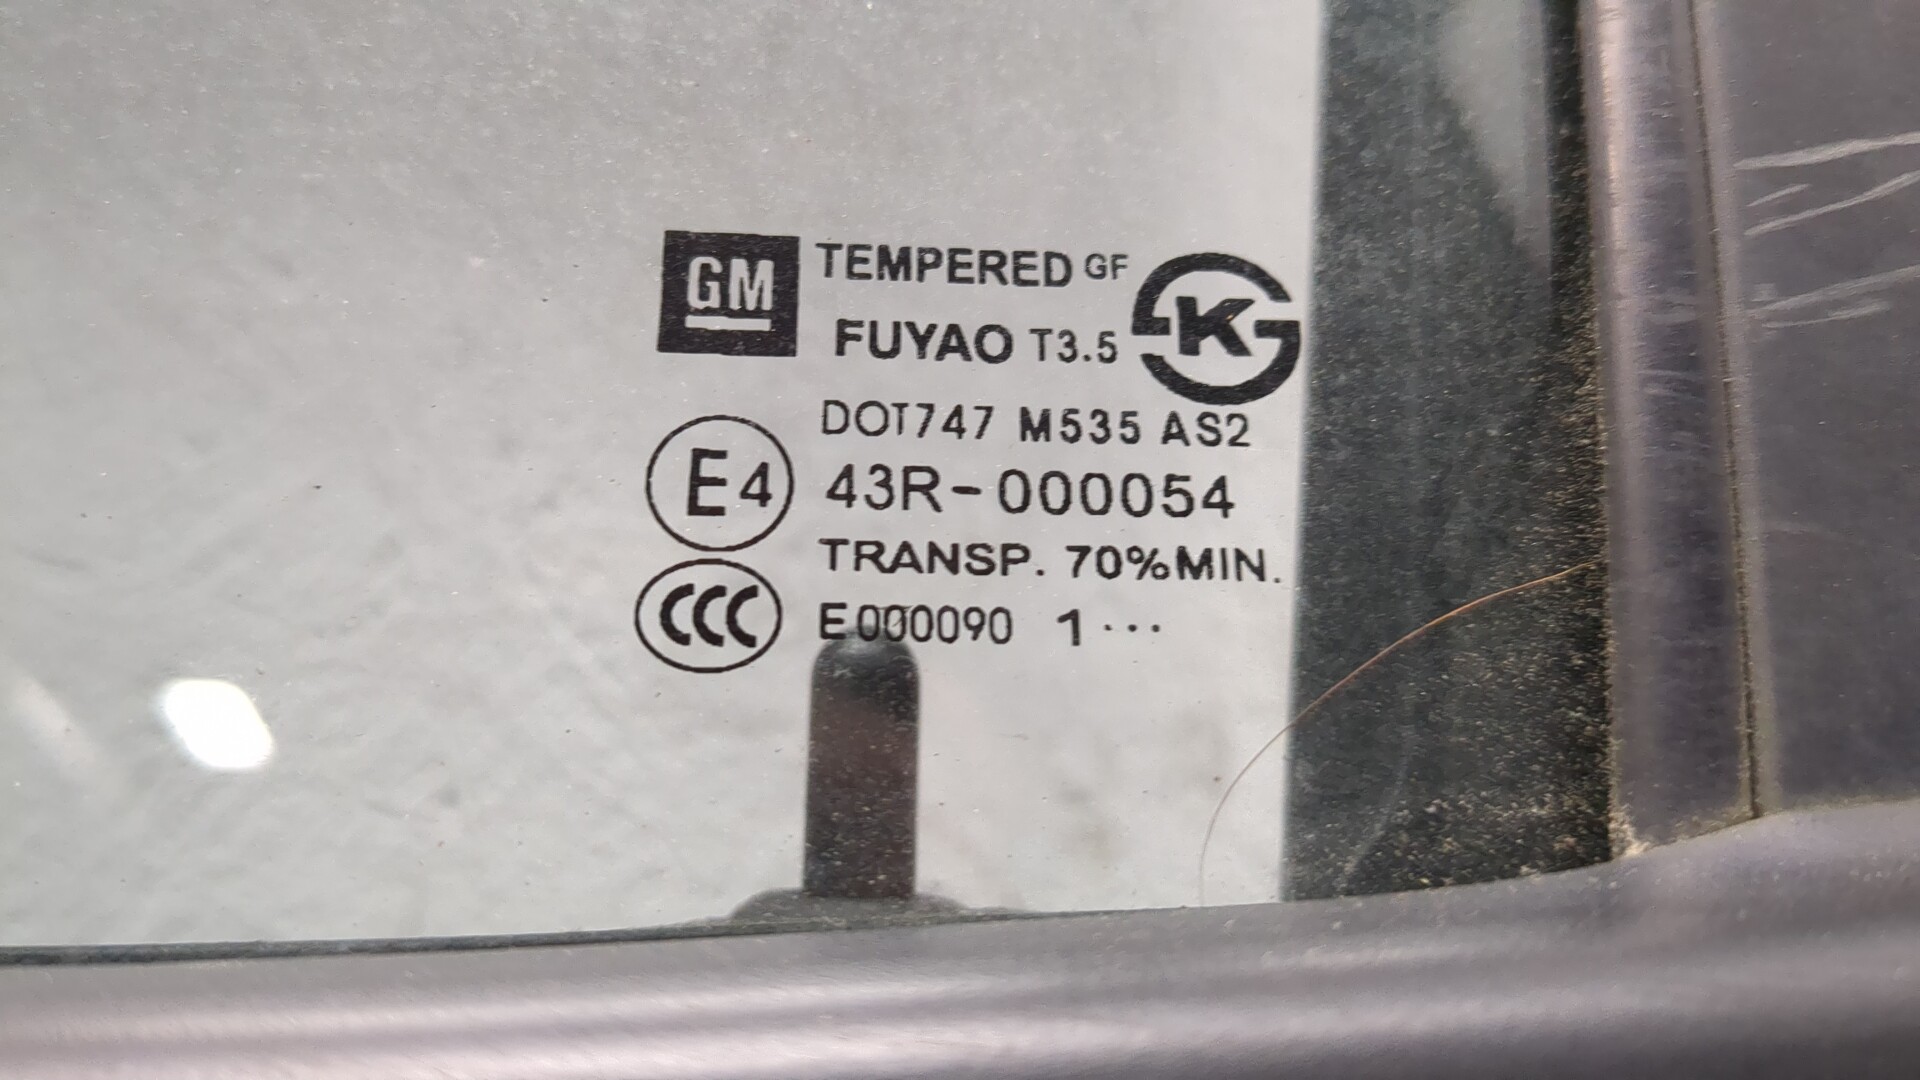 GM TEMPERED GF
FUYAO T3.5
K
DOT747 M535 AS2
E4 43R-000054
TRANSP. 70%MIN.
CCC E000090 1 ...